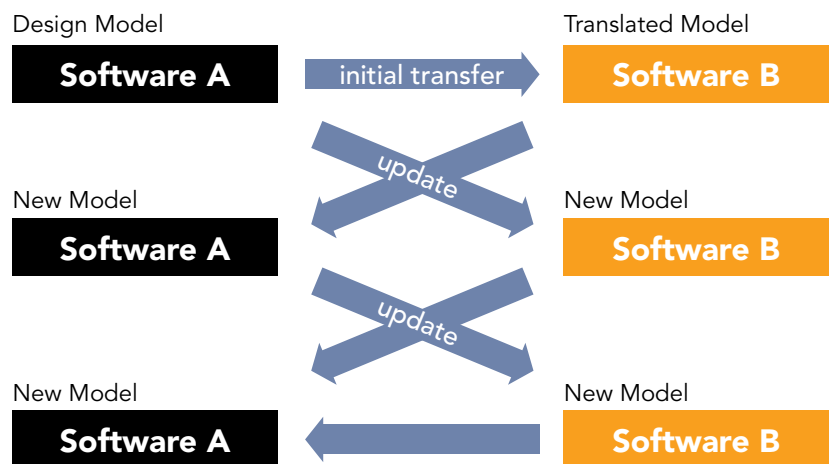 Design Model
Translated Model
Software A
initial transfer
Software B
update
New Model
New Model
Software A
Software B
update
New Model
New Model
Software A
Software B